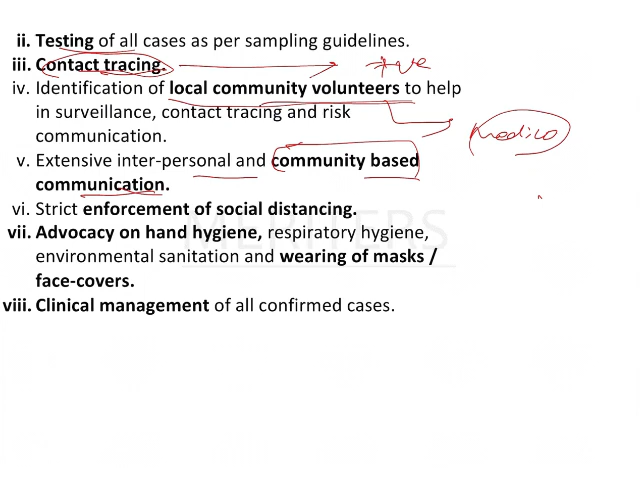 ii. Testing of all cases as per sampling guidelines.
iii. Contact tracing. +ve
iv. Identification of local community volunteers to help
in surveillance, contact tracing and risk
communication.
medico
v. Extensive inter-personal and community based
communication.
vi. Strict enforcement of social distancing.
vii. Advocacy on hand hygiene, respiratory hygiene,
environmental sanitation and wearing of masks /
face-covers.
viii. Clinical management of all confirmed cases.
MERITERS